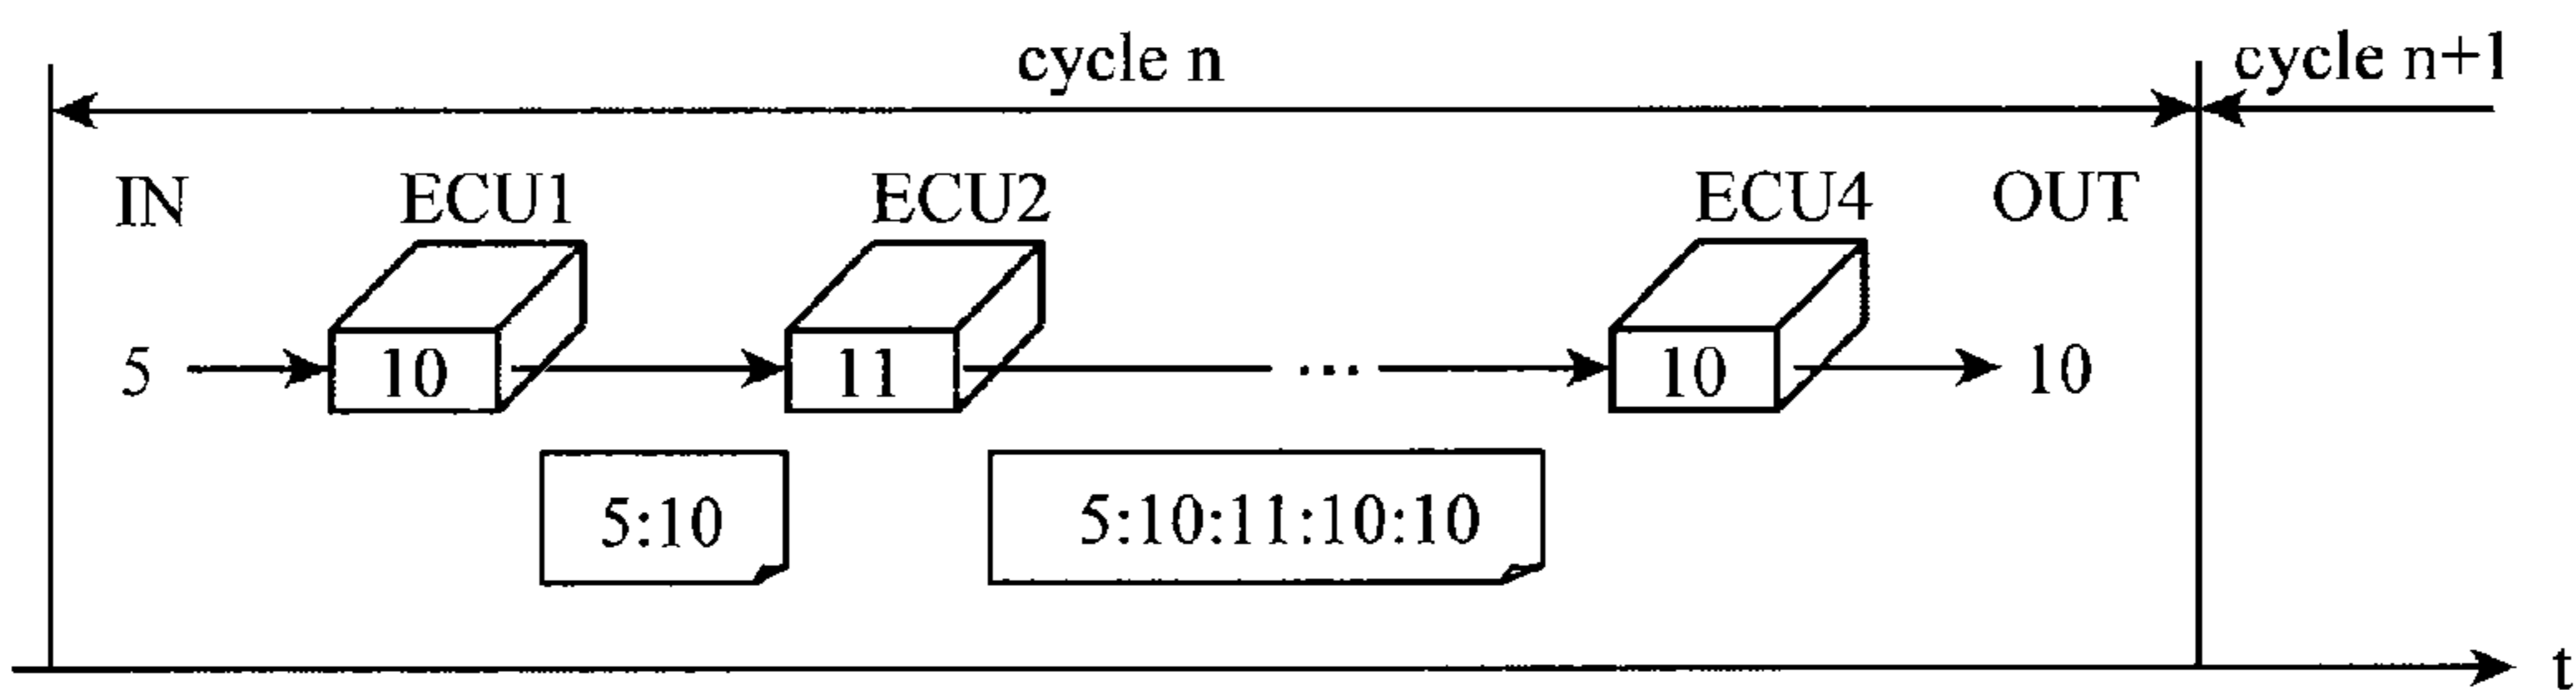 cycle n cycle n+1
IN ECU1 ECU2 ECU4 OUT
5 10 11 ... 10 10
5:10 5:10:11:10:10
t